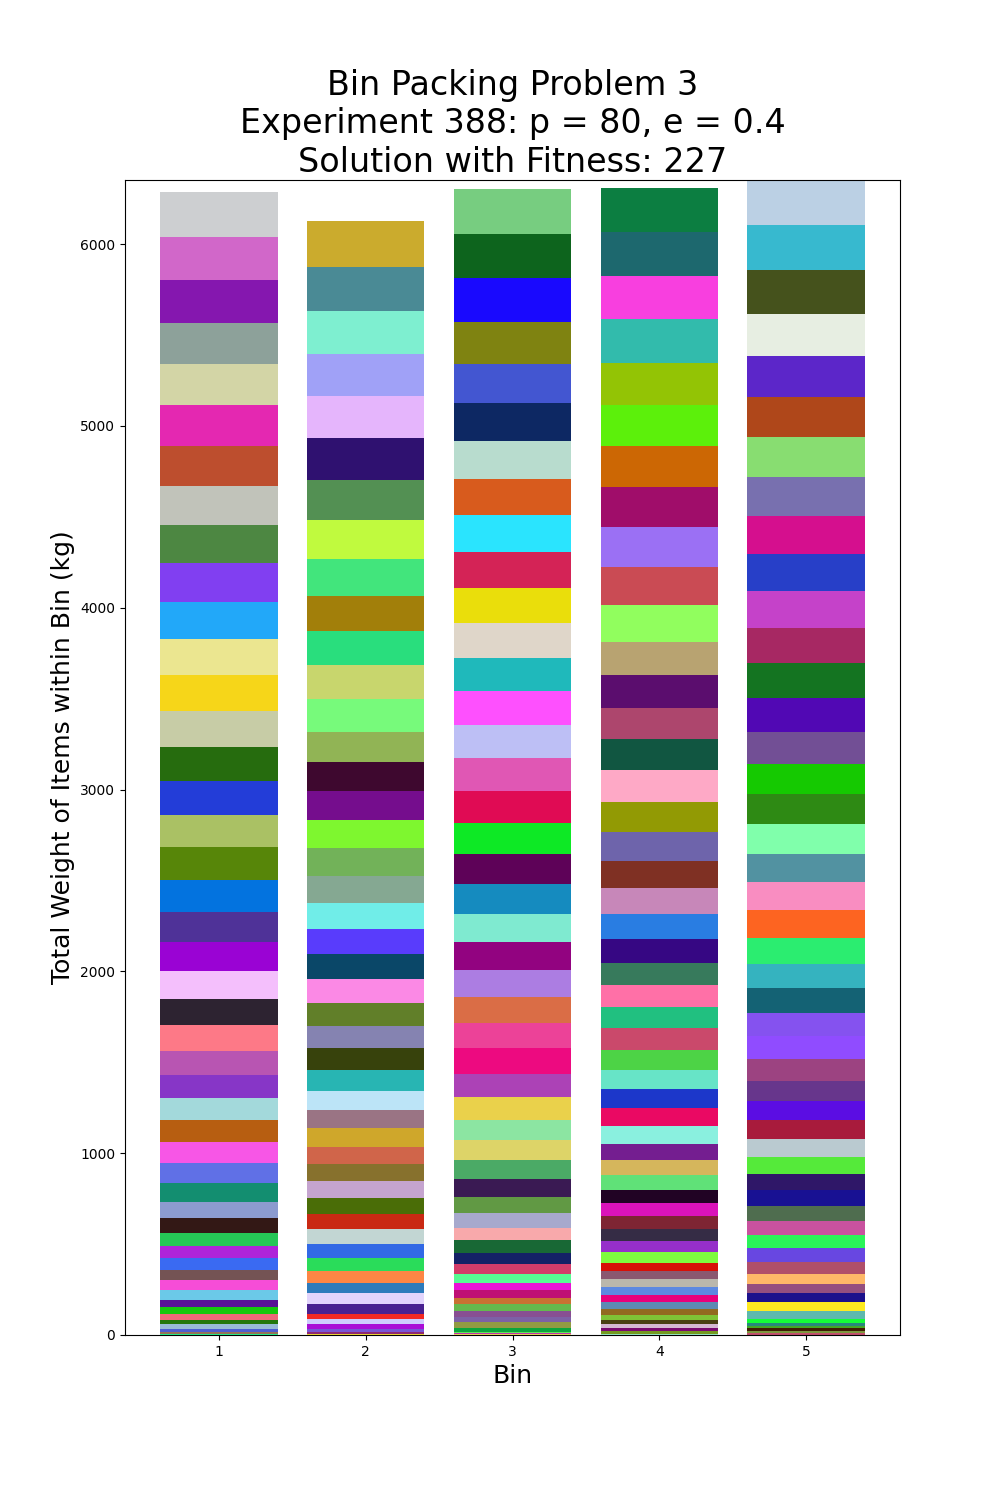 Bin Packing Problem 3
Experiment 388: p = 80, e = 0.4
Solution with Fitness: 227
Total Weight of Items within Bin (kg)
6000
5000
4000
3000
2000
1000
0
1 2 3 4 5
Bin